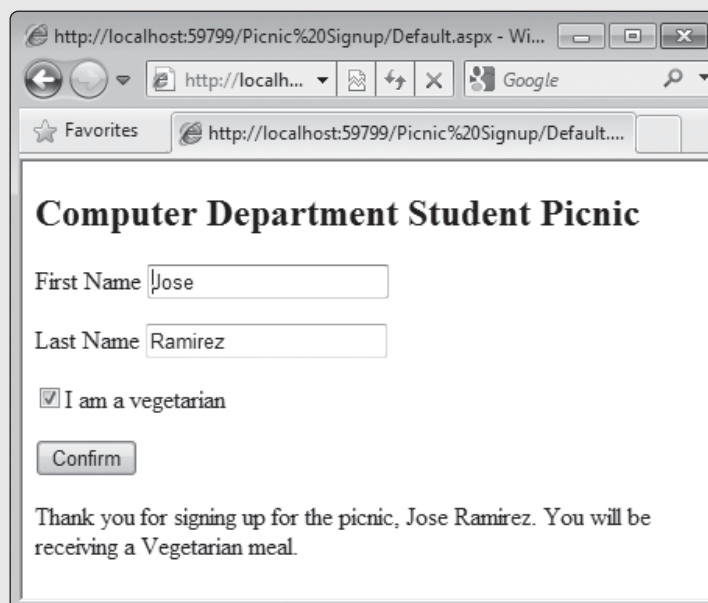 http://localhost:59799/Picnic%20Signup/Default.aspx - Wi...
http://localh...
Google
Favorites
http://localhost:59799/Picnic%20Signup/Default....
Computer Department Student Picnic
First Name Jose
Last Name Ramirez
I am a vegetarian
Confirm
Thank you for signing up for the picnic, Jose Ramirez. You will be
receiving a Vegetarian meal.